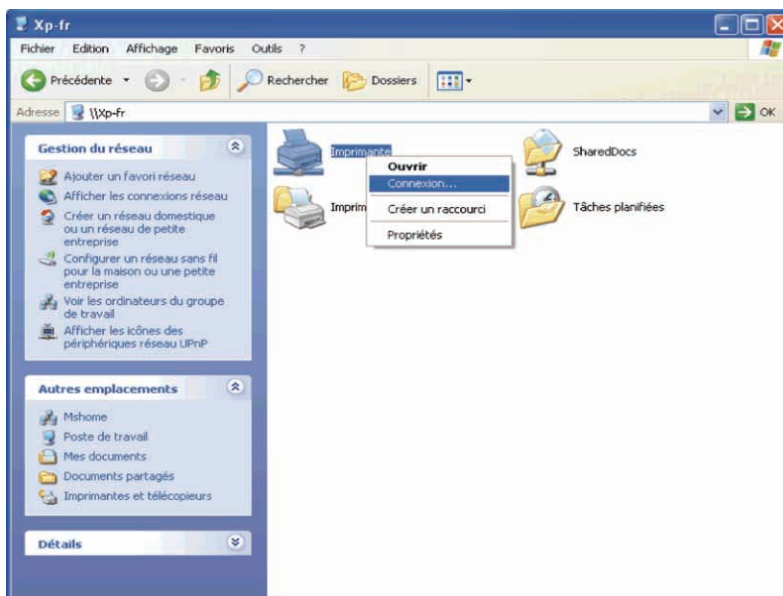 Xp-fr
Fichier Edition Affichage Favoris Outils ?
Précédente Rechercher Dossiers
Adresse \\Xp-fr OK
Gestion du réseau
Ajouter un favori réseau
Afficher les connexions réseau
Créer un réseau domestique
ou un réseau de petite
entreprise
Configurer un réseau sans fil
pour la maison ou une petite
entreprise
Voir les ordinateurs du groupe
de travail
Afficher les icônes des
périphériques réseau UPnP
Autres emplacements
Mshome
Poste de travail
Mes documents
Documents partagés
Imprimantes et télécopieurs
Détails
Imprimante
SharedDocs
Imprim
Tâches planifiées
Ouvrir
Connexion...
Créer un raccourci
Propriétés